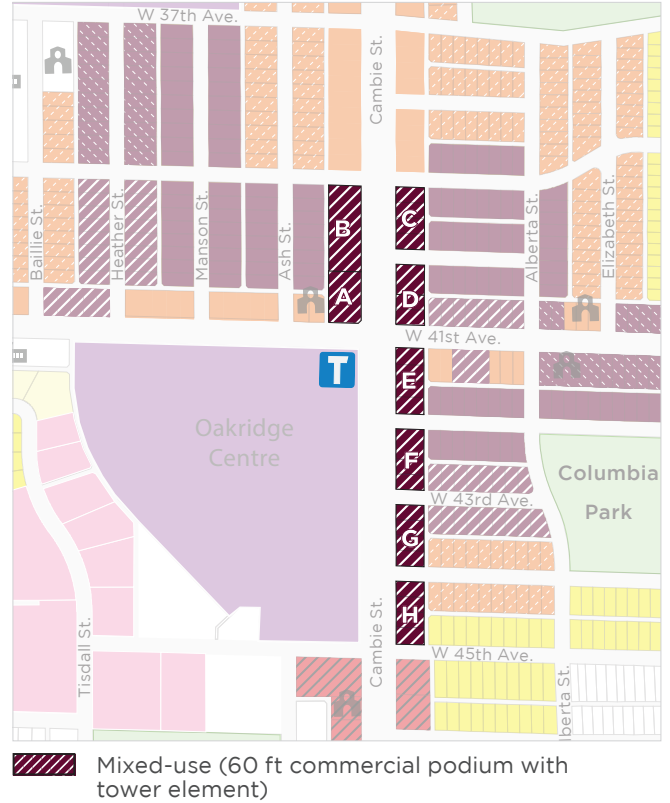 W 37th Ave.
Cambie St.
Baillie St.
Heather St.
Manson St.
Ash St.
B
A
C
D
Alberta St.
Elizabeth St.
W 41st Ave.
T
E
Oakridge
Centre
F
Columbia
Park
W 43rd Ave.
G
H
Tisdall St.
Cambie St.
W 45th Ave.
lberta St.
Mixed-use (60 ft commercial podium with
tower element)